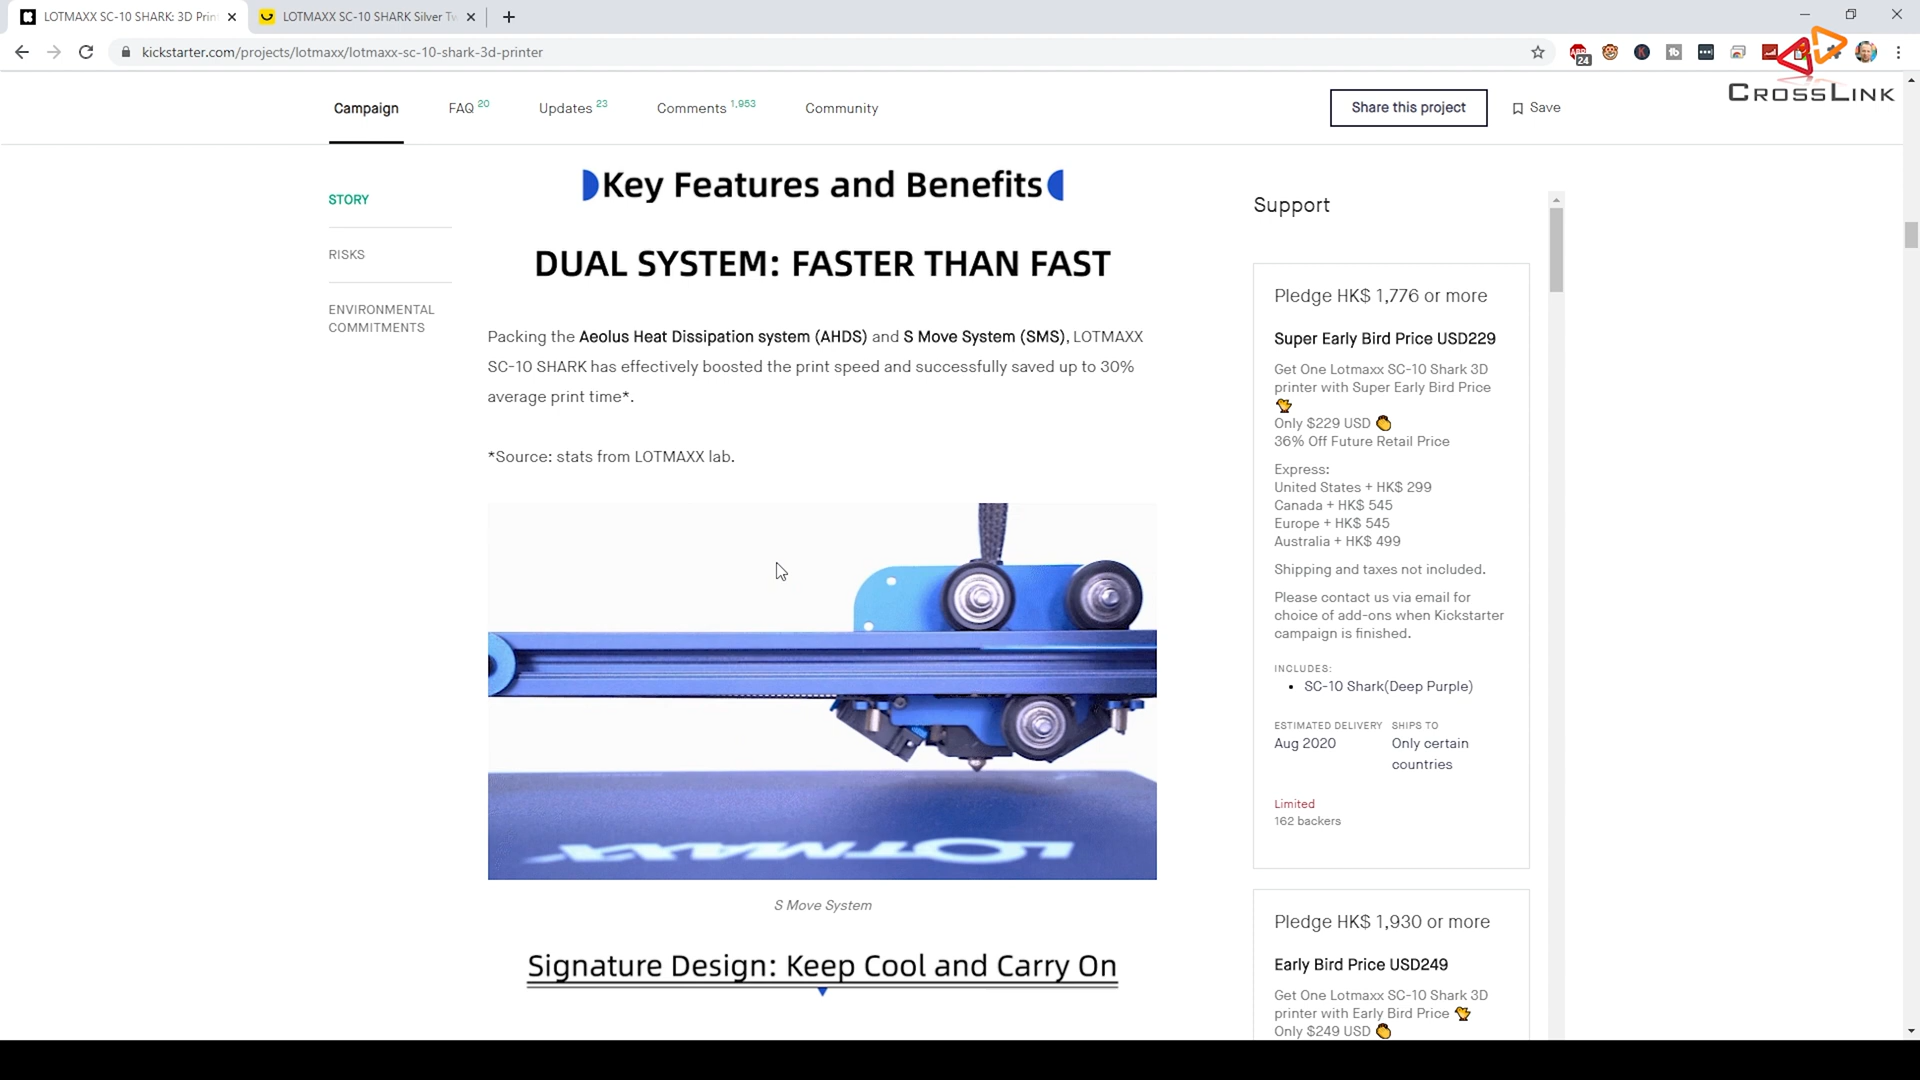 LOTMAXX SC-10 SHARK: 3D Prin
LOTMAXX SC-10 SHARK Silver Tw
kickstarter.com/projects/lotmaxx/lotmaxx-sc-10-shark-3d-printer
24
CROSSLINK
Campaign
FAQ 20
Updates 23
Comments 1,953
Community
Share this project
Save
STORY
RISKS
ENVIRONMENTAL
COMMITMENTS
Key Features and Benefits
DUAL SYSTEM: FASTER THAN FAST
Packing the Aeolus Heat Dissipation system (AHDS) and S Move System (SMS), LOTMAXX
SC-10 SHARK has effectively boosted the print speed and successfully saved up to 30%
average print time*.
*Source: stats from LOTMAXX lab.
LOTMAXX
S Move System
Signature Design: Keep Cool and Carry On
Support
Pledge HK$ 1,776 or more
Super Early Bird Price USD229
Get One Lotmaxx SC-10 Shark 3D
printer with Super Early Bird Price
🐤
Only $229 USD 👏
36% Off Future Retail Price
Express:
United States + HK$ 299
Canada + HK$ 545
Europe + HK$ 545
Australia + HK$ 499
Shipping and taxes not included.
Please contact us via email for
choice of add-ons when Kickstarter
campaign is finished.
INCLUDES:
• SC-10 Shark(Deep Purple)
ESTIMATED DELIVERY SHIPS TO
Aug 2020 Only certain
countries
Limited
162 backers
Pledge HK$ 1,930 or more
Early Bird Price USD249
Get One Lotmaxx SC-10 Shark 3D
printer with Early Bird Price 🐤
Only $249 USD 👏